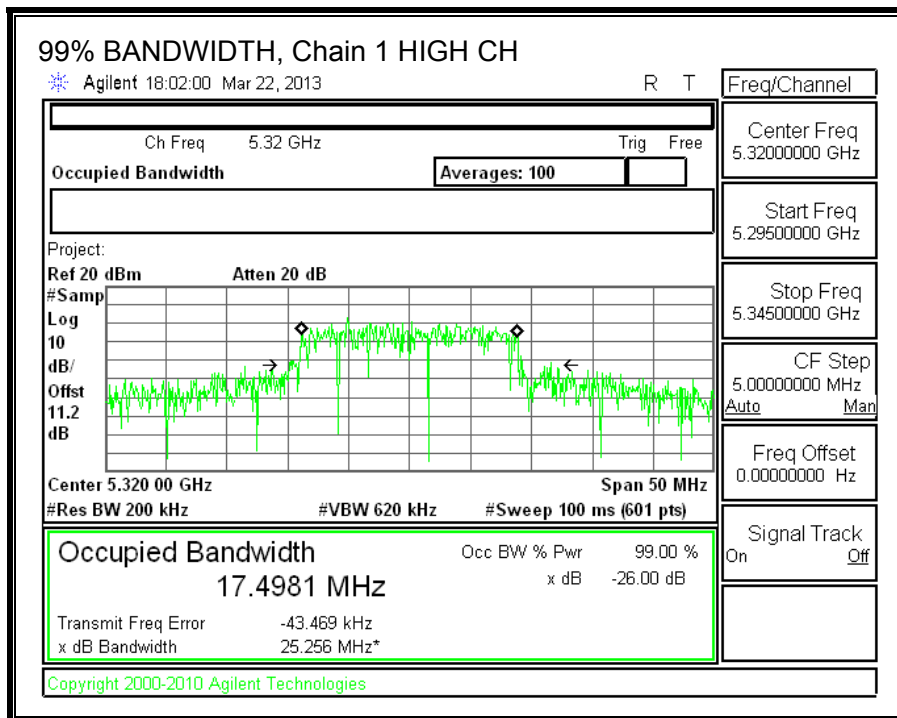 99% BANDWIDTH, Chain 1 HIGH CH
Agilent 18:02:00 Mar 22, 2013 R T
Freq/Channel
Ch Freq 5.32 GHz Trig Free
Occupied Bandwidth Averages: 100
Center Freq
5.32000000 GHz
Start Freq
5.29500000 GHz
Stop Freq
5.34500000 GHz
CF Step
5.00000000 MHz
Auto Man
Freq Offset
0.00000000 Hz
Signal Track
On Off
Project:
Ref 20 dBm Atten 20 dB
#Samp
Log
10
dB/
Offst
11.2
dB
Center 5.320 00 GHz Span 50 MHz
#Res BW 200 kHz #VBW 620 kHz #Sweep 100 ms (601 pts)
Occupied Bandwidth Occ BW % Pwr 99.00 %
17.4981 MHz x dB -26.00 dB
Transmit Freq Error -43.469 kHz
x dB Bandwidth 25.256 MHz*
Copyright 2000-2010 Agilent Technologies